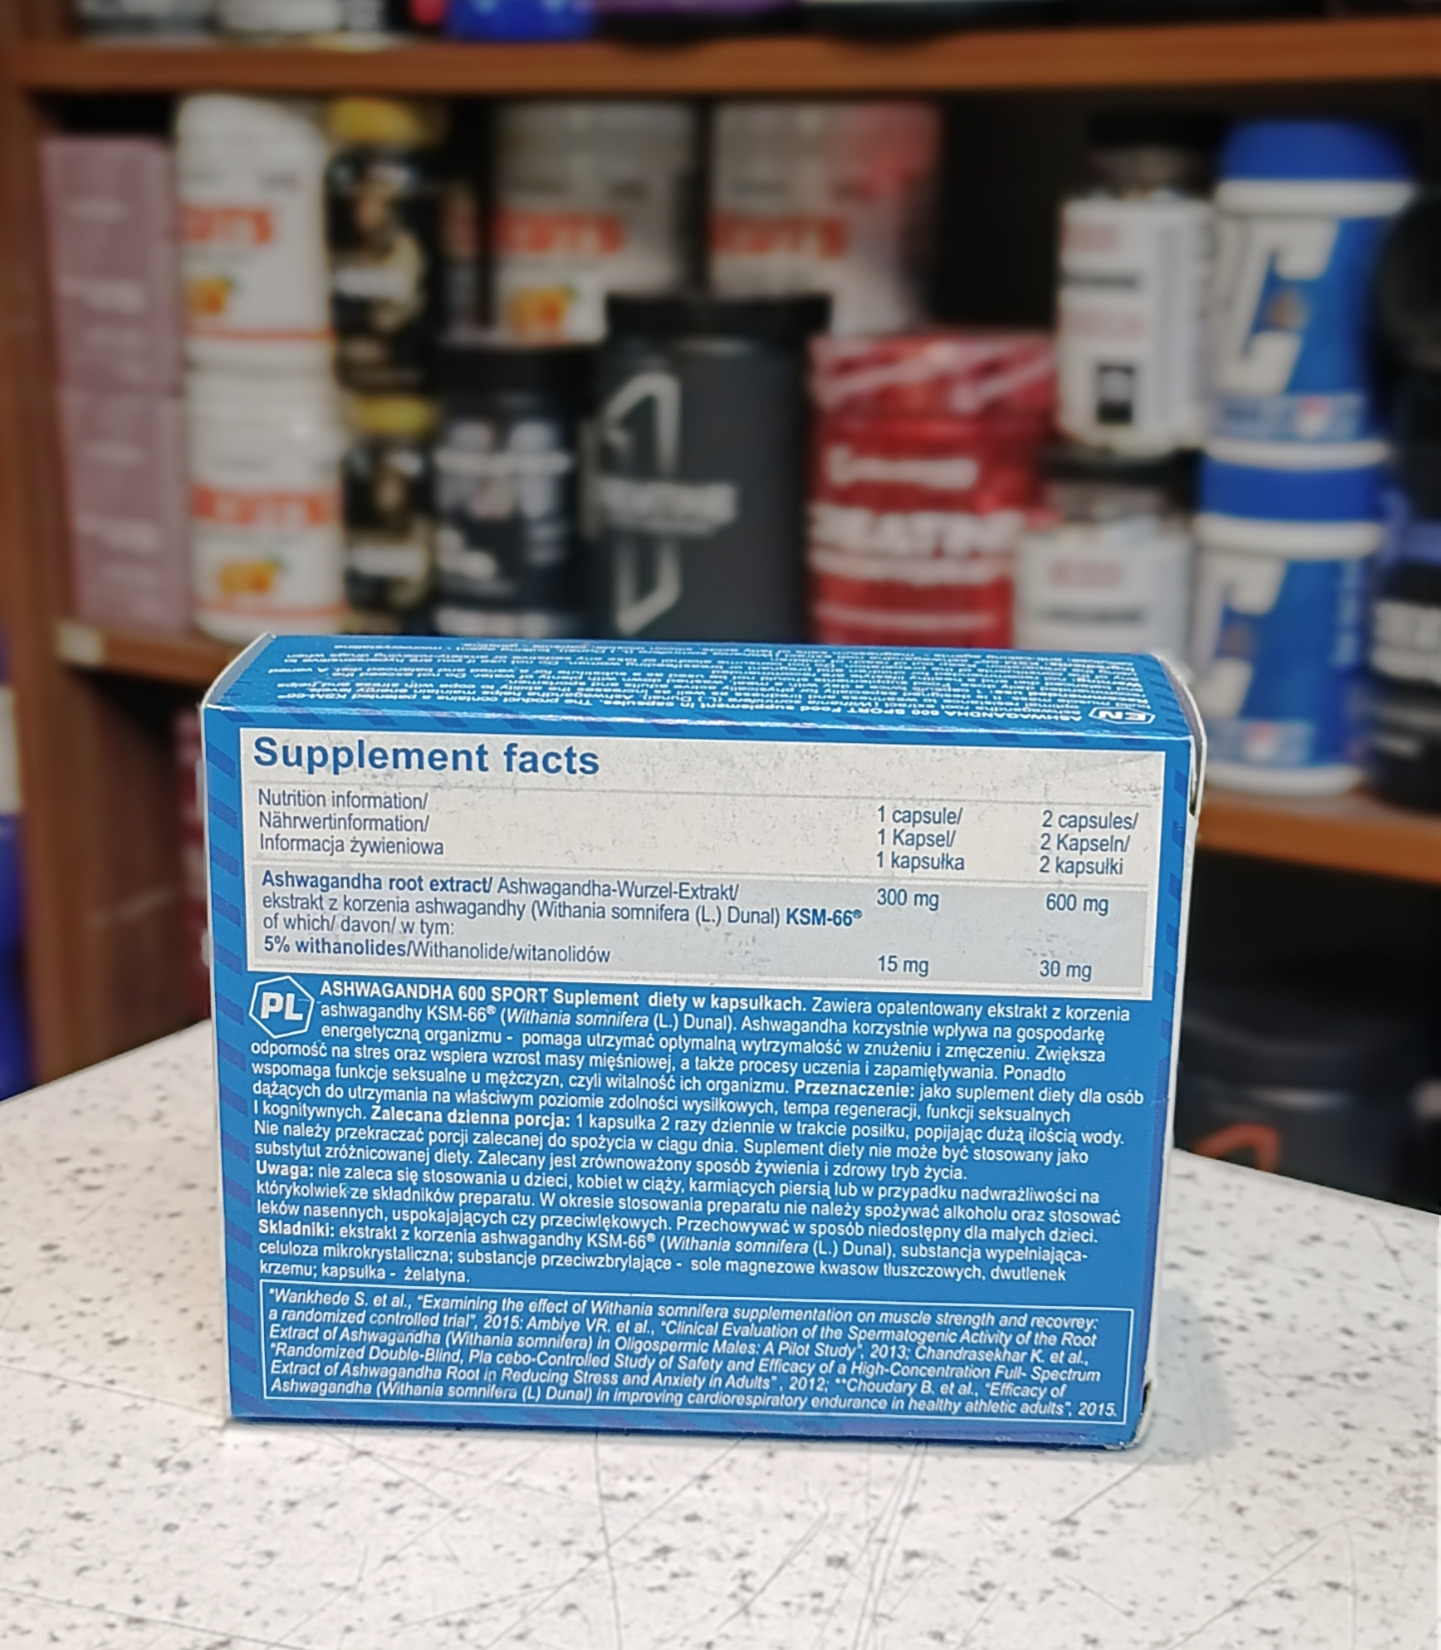 ASHWAGANDHA 600 SPORT Food supplement in capsules. The product contains a patented KSM-66®
EN
Supplement facts
Nutrition information/
Nährwertinformation/
Informacja żywieniowa
1 capsule/
1 Kapsel/
1 kapsułka
2 capsules/
2 Kapseln/
2 kapsułki
Ashwagandha root extract/ Ashwagandha-Wurzel-Extrakt/
ekstrakt z korzenia ashwagandhy (Withania somnifera (L.) Dunal) KSM-66®
300 mg
600 mg
of which/ davon/ w tym:
5% withanolides/Withanolide/witanolidów
15 mg
30 mg
PL
ASHWAGANDHA 600 SPORT Suplement diety w kapsułkach. Zawiera opatentowany ekstrakt z korzenia
ashwagandhy KSM-66® (Withania somnifera (L.) Dunal). Ashwagandha korzystnie wpływa na gospodarkę
energetyczną organizmu - pomaga utrzymać optymalną wytrzymałość w znużeniu i zmęczeniu. Zwiększa
odporność na stres oraz wspiera wzrost masy mięśniowej, a także procesy uczenia i zapamiętywania. Ponadto
wspomaga funkcje seksualne u mężczyzn, czyli witalność ich organizmu. Przeznaczenie: jako suplement diety dla osób
dążących do utrzymania na właściwym poziomie zdolności wysiłkowych, tempa regeneracji, funkcji seksualnych
I kognitywnych. Zalecana dzienna porcja: 1 kapsułka 2 razy dziennie w trakcie posiłku, popijając dużą ilością wody.
Nie należy przekraczać porcji zalecanej do spożycia w ciągu dnia. Suplement diety nie może być stosowany jako
substytut zróżnicowanej diety. Zalecany jest zrównoważony sposób żywienia i zdrowy tryb życia.
Uwaga: nie zaleca się stosowania u dzieci, kobiet w ciąży, karmiących piersią lub w przypadku nadwrażliwości na
którykolwiek ze składników preparatu. W okresie stosowania preparatu nie należy spożywać alkoholu oraz stosować
leków nasennych, uspokajających czy przeciwlękowych. Przechowywać w sposób niedostępny dla małych dzieci.
Składniki: ekstrakt z korzenia ashwagandhy KSM-66® (Withania somnifera (L.) Dunal), substancja wypełniająca-
celuloza mikrokrystaliczna; substancje przeciwzbrylające - sole magnezowe kwasow tłuszczowych, dwutlenek
krzemu; kapsułka - żelatyna.
*Wankhede S. et al., "Examining the effect of Withania somnifera supplementation on muscle strength and recovrey:
a randomized controlled trial", 2015; Ambiye VR. et al., "Clinical Evaluation of the Spermatogenic Activity of the Root
Extract of Ashwagandha (Withania somnifera) in Oligospermic Males: A Pilot Study", 2013; Chandrasekhar K. et al.,
"Randomized Double-Blind, Pla cebo-Controlled Study of Safety and Efficacy of a High-Concentration Full- Spectrum
Extract of Ashwagandha Root in Reducing Stress and Anxiety in Adults", 2012; **Choudary B. et al., "Efficacy of
Ashwagandha (Withania somnifera (L) Dunal) in improving cardiorespiratory endurance in healthy athletic adults", 2015.